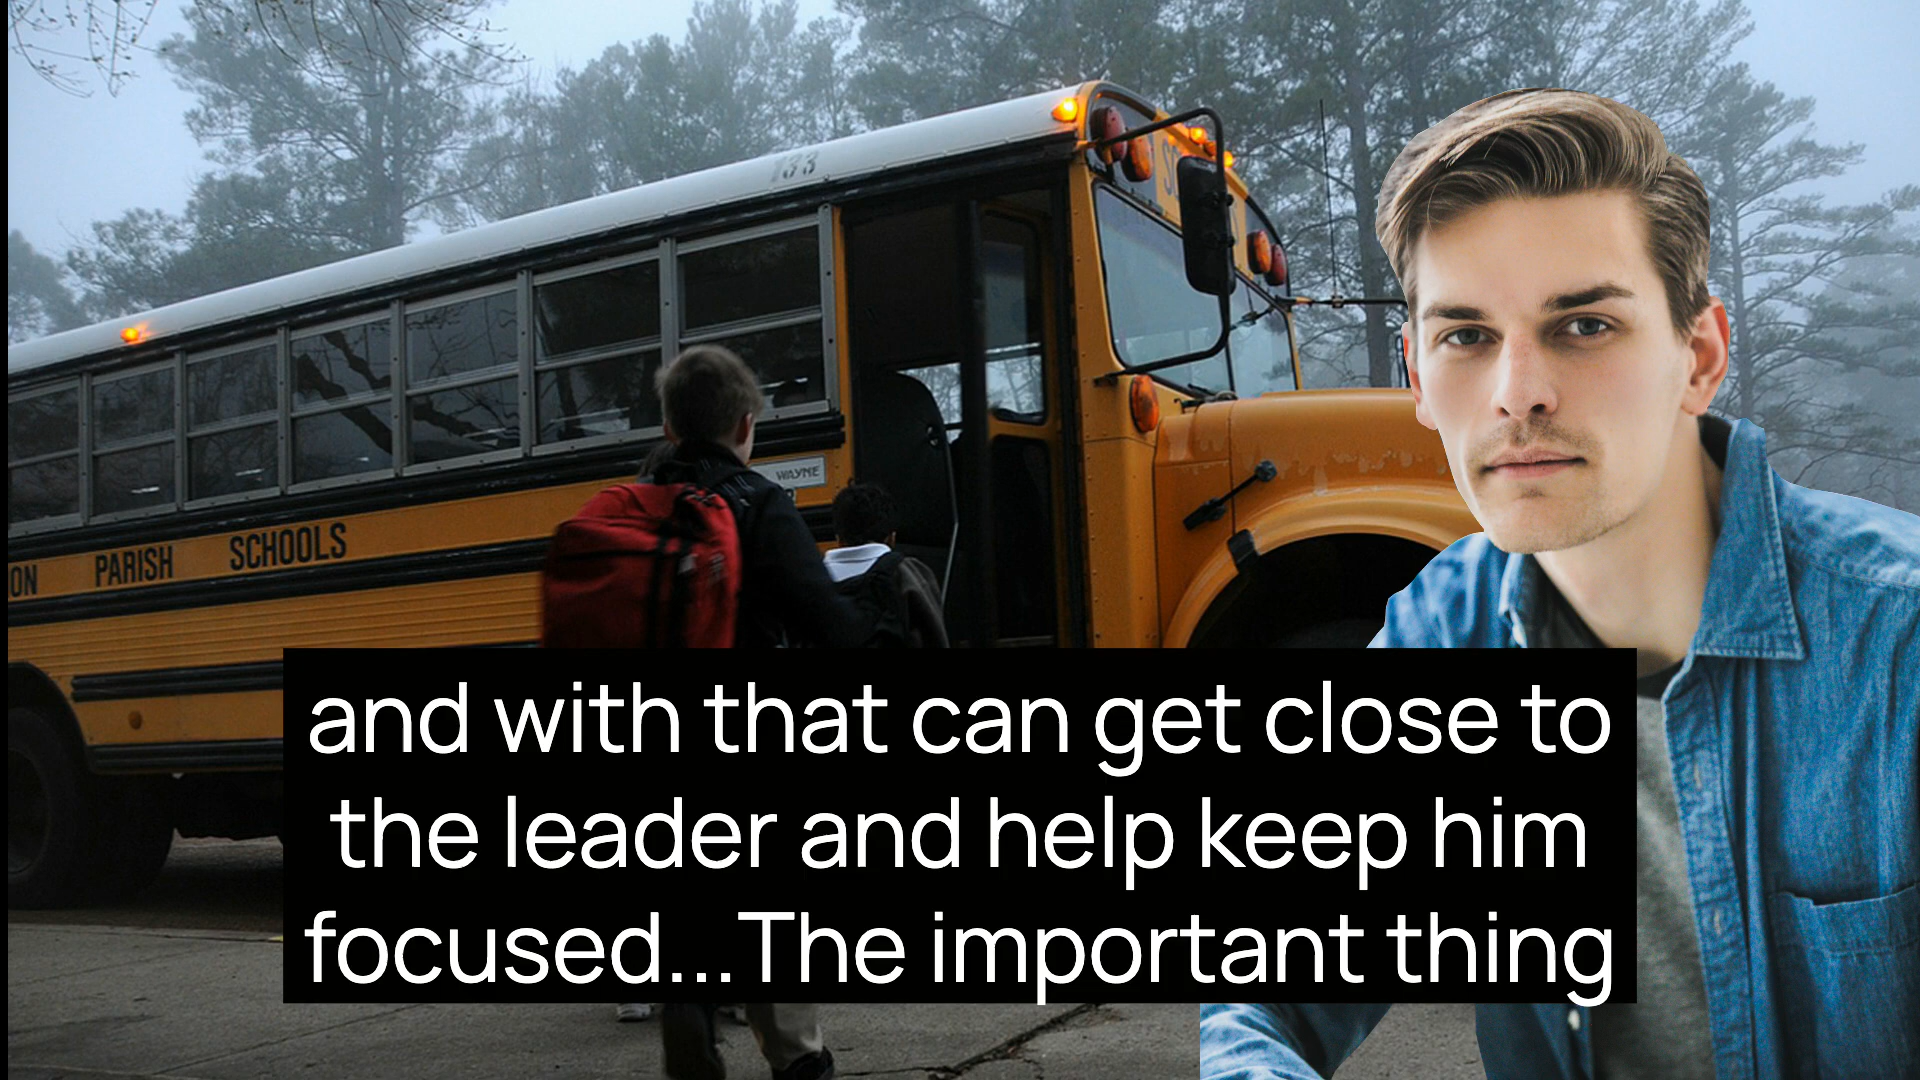 133
WAYNE
ON PARISH SCHOOLS
and with that can get close to
the leader and help keep him
focused...The important thing